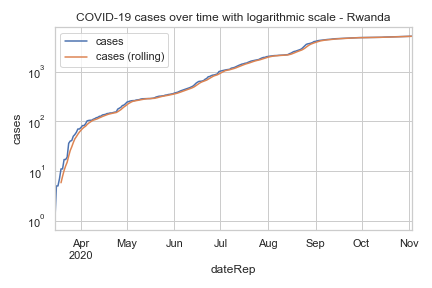 COVID-19 cases over time with logarithmic scale - Rwanda
cases
cases (rolling)
10³
10²
10¹
10⁰
cases
Apr May Jun Jul Aug Sep Oct Nov
2020
dateRep